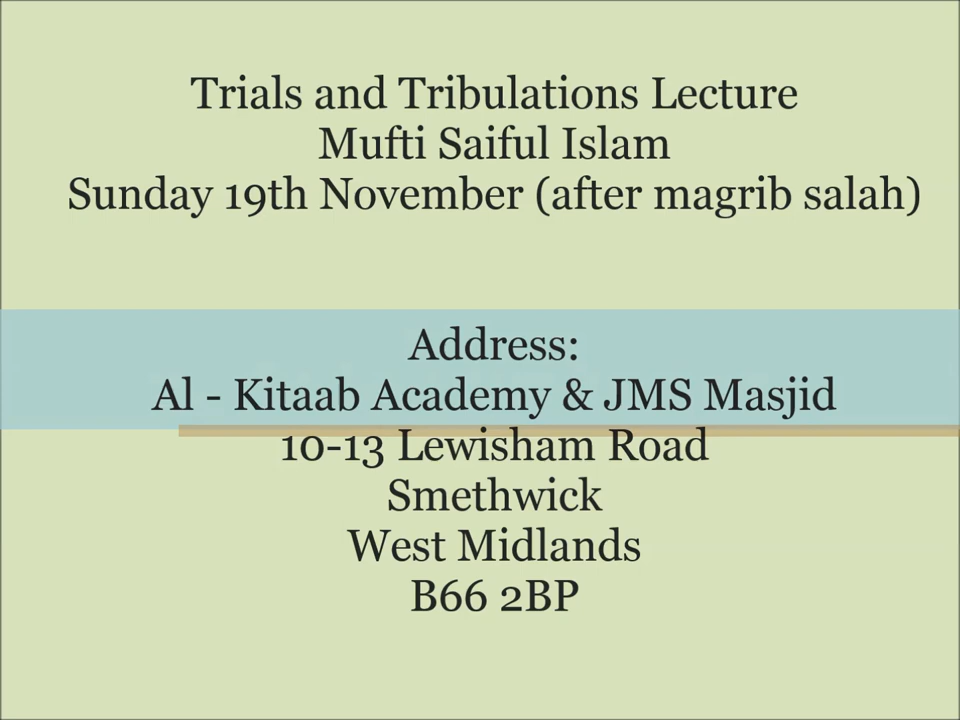 Trials and Tribulations Lecture
Mufti Saiful Islam
Sunday 19th November (after magrib salah)
Address:
Al - Kitaab Academy & JMS Masjid
10-13 Lewisham Road
Smethwick
West Midlands
B66 2BP